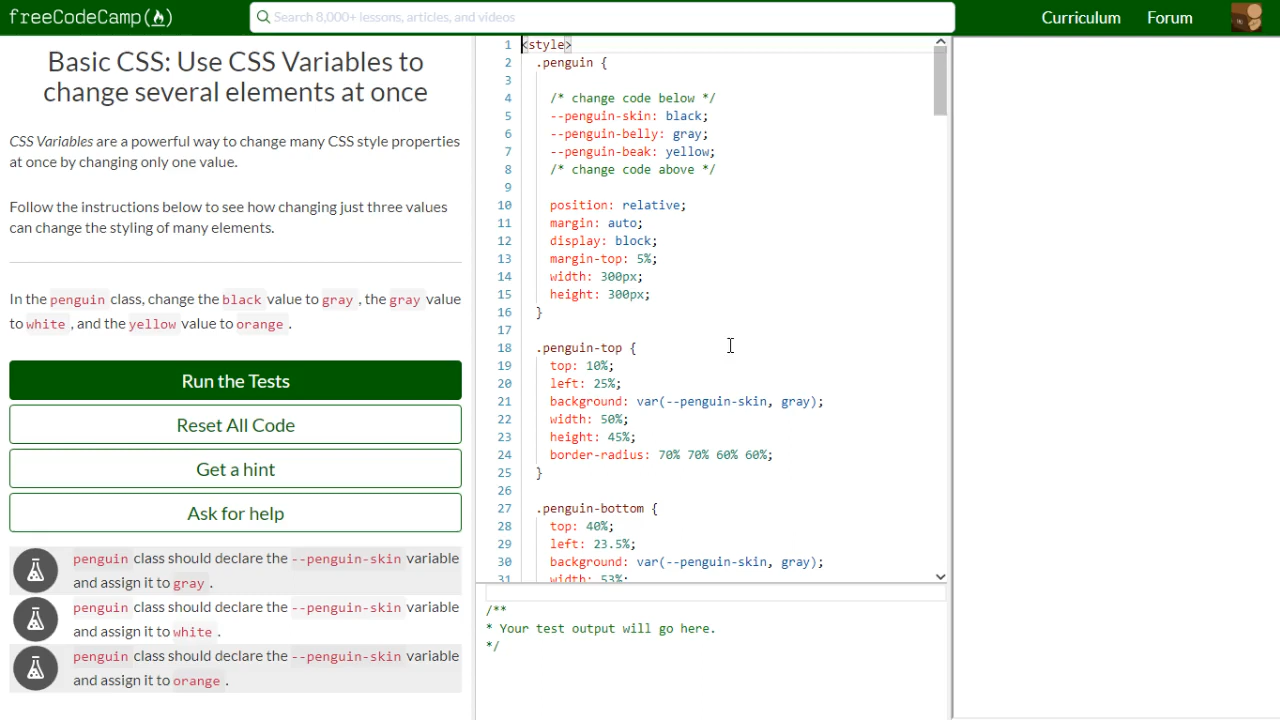 freeCodeCamp(🔥)
Search 8,000+ lessons, articles, and videos
Curriculum
Forum
Basic CSS: Use CSS Variables to
change several elements at once
CSS Variables are a powerful way to change many CSS style properties
at once by changing only one value.
Follow the instructions below to see how changing just three values
can change the styling of many elements.
In the penguin class, change the black value to gray , the gray value
to white , and the yellow value to orange .
Run the Tests
Reset All Code
Get a hint
Ask for help
penguin class should declare the --penguin-skin variable
and assign it to gray .
penguin class should declare the --penguin-skin variable
and assign it to white .
penguin class should declare the --penguin-skin variable
and assign it to orange .
1 <style>
2 .penguin {
3
4 /* change code below */
5 --penguin-skin: black;
6 --penguin-belly: gray;
7 --penguin-beak: yellow;
8 /* change code above */
9
10 position: relative;
11 margin: auto;
12 display: block;
13 margin-top: 5%;
14 width: 300px;
15 height: 300px;
16 }
17
18 .penguin-top {
19 top: 10%;
20 left: 25%;
21 background: var(--penguin-skin, gray);
22 width: 50%;
23 height: 45%;
24 border-radius: 70% 70% 60% 60%;
25 }
26
27 .penguin-bottom {
28 top: 40%;
29 left: 23.5%;
30 background: var(--penguin-skin, gray);
31 width: 53%;
/**
* Your test output will go here.
*/